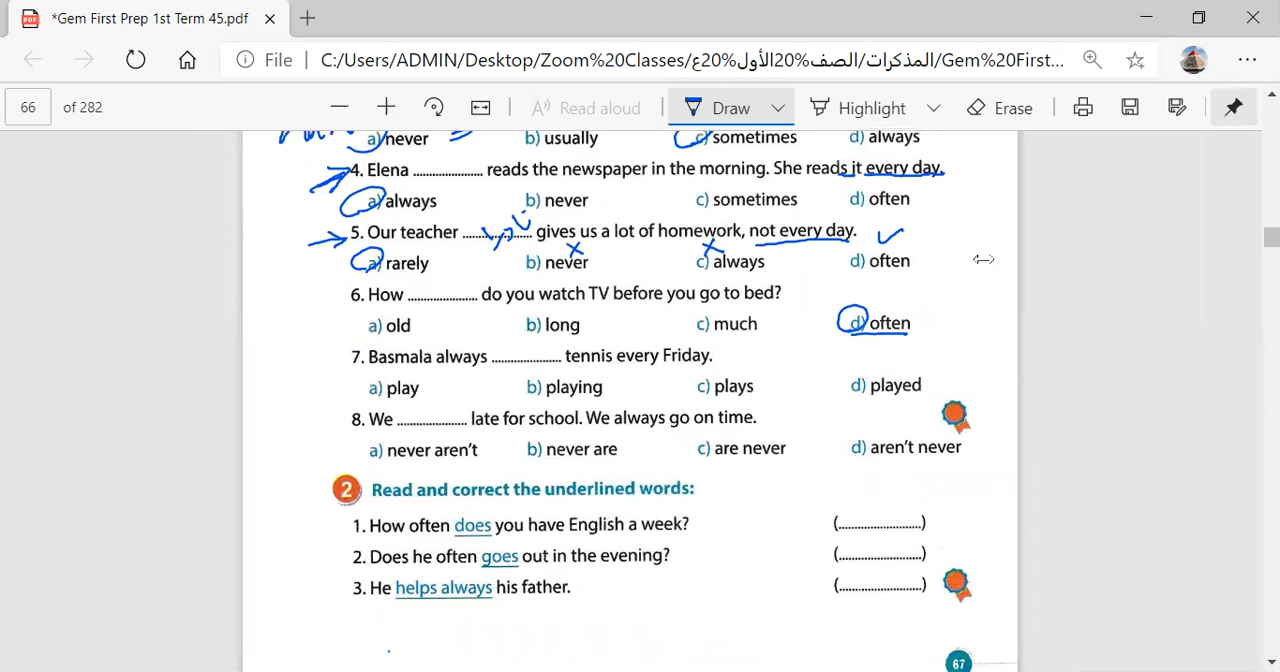 *Gem First Prep 1st Term 45.pdf
File C:/Users/ADMIN/Desktop/Zoom%20Classes/المذكرات/الصف%20الأول%20ع/Gem%20First...
66 of 282 Read aloud Draw Highlight Erase
a) never b) usually c) sometimes d) always
4. Elena .................... reads the newspaper in the morning. She reads it every day.
a) always b) never c) sometimes d) often
5. Our teacher .................... gives us a lot of homework, not every day.
a) rarely b) never c) always d) often
6. How .................... do you watch TV before you go to bed?
a) old b) long c) much d) often
7. Basmala always .................... tennis every Friday.
a) play b) playing c) plays d) played
8. We .................... late for school. We always go on time.
a) never aren't b) never are c) are never d) aren't never
2 Read and correct the underlined words:
1. How often does you have English a week? (........................)
2. Does he often goes out in the evening? (........................)
3. He helps always his father. (........................)
67